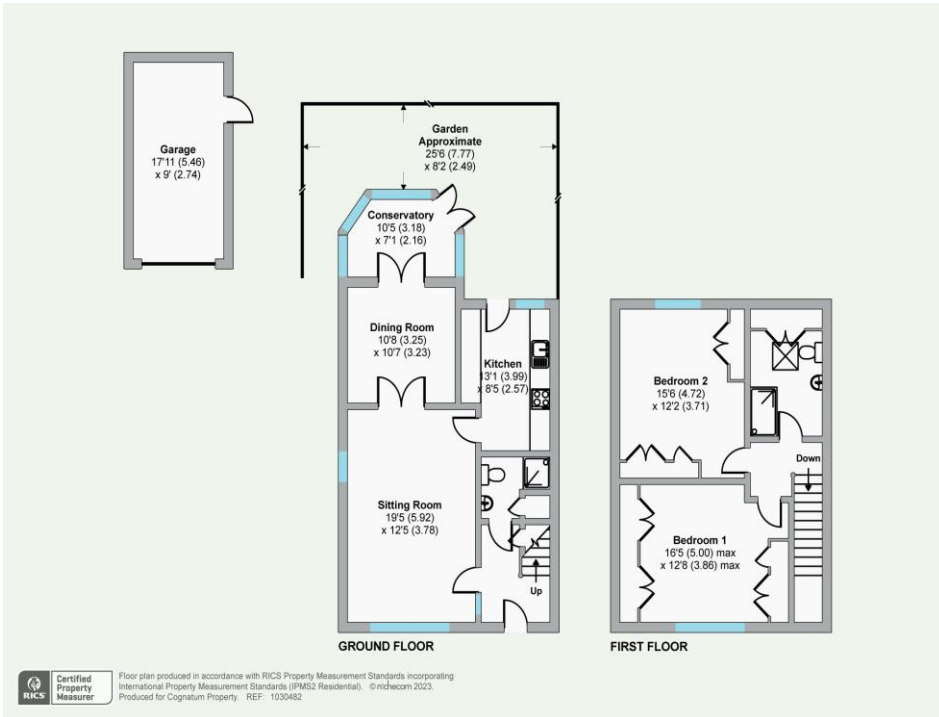 Garage
17'11 (5.46)
x 9' (2.74)
Garden
Approximate
25'6 (7.77)
x 8'2 (2.49)
Conservatory
10'5 (3.18)
x 7'1 (2.16)
Dining Room
10'8 (3.25)
x 10'7 (3.23)
Kitchen
13'1 (3.99)
x 8'5 (2.57)
Sitting Room
19'5 (5.92)
x 12'5 (3.78)
Up
GROUND FLOOR
Bedroom 2
15'6 (4.72)
x 12'2 (3.71)
Down
Bedroom 1
16'5 (5.00) max
x 12'8 (3.86) max
FIRST FLOOR
RICS
Certified
Property
Measurer
Floor plan produced in accordance with RICS Property Measurement Standards incorporating
International Property Measurement Standards (IPMS2 Residential). © nichecom 2023.
Produced for Cognatum Property. REF: 1030482